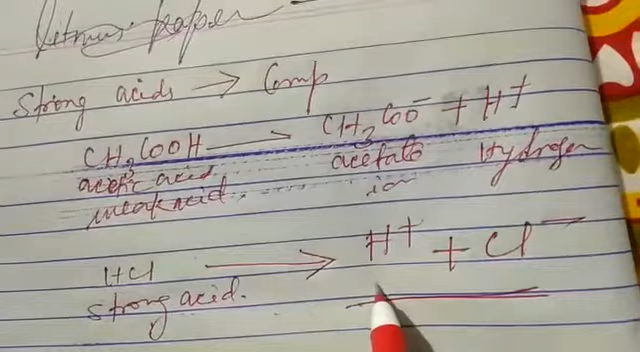 litmus paper
Strong acids → Comp
CH₃COOH → CH₃COO⁻ + H⁺
acetic acid acetate Hydrogen
weak acid ion
HCl → H⁺ + Cl⁻
strong acid.